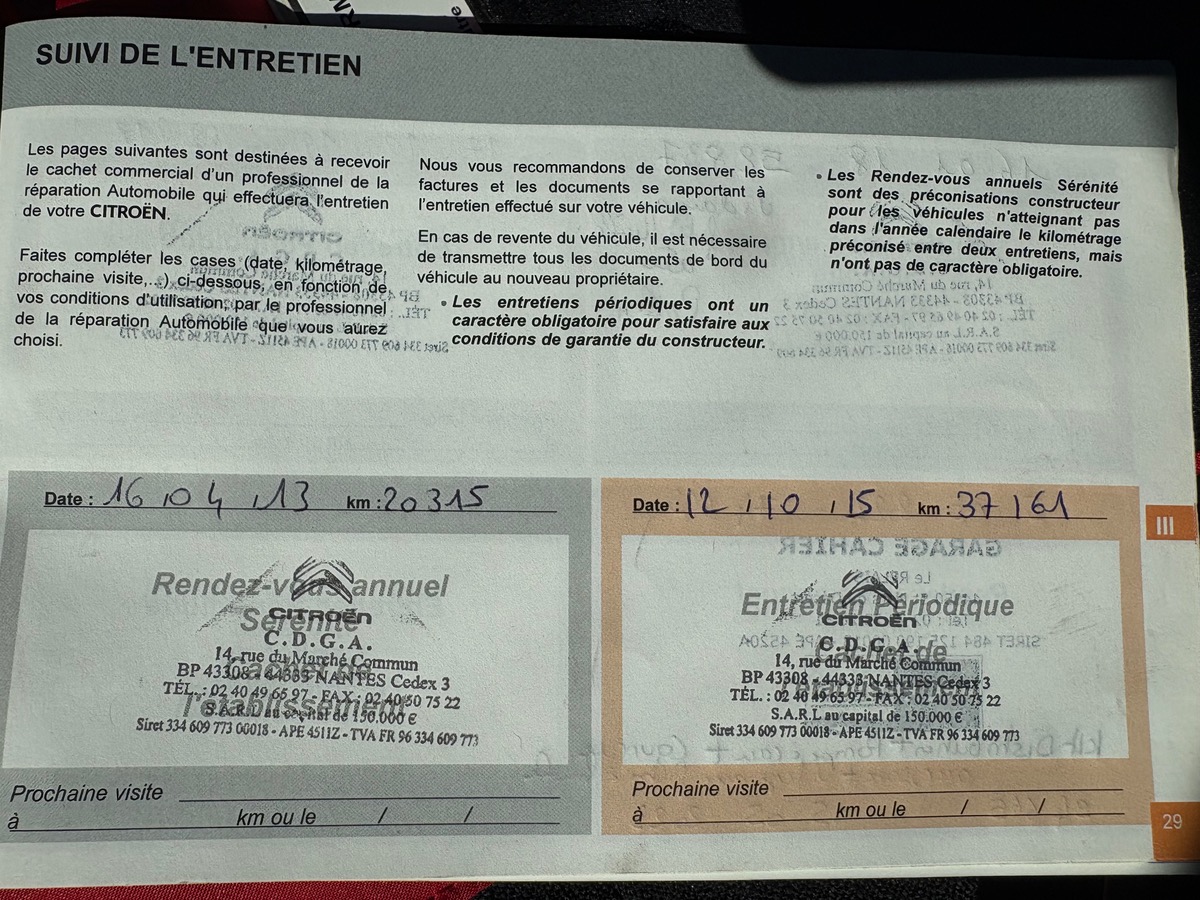 SUIVI DE L'ENTRETIEN
Les pages suivantes sont destinées à recevoir
le cachet commercial d'un professionnel de la
réparation Automobile qui effectuera l'entretien
de votre CITROËN.
Faites compléter les cases (date, kilométrage,
prochaine visite,...) ci-dessous, en fonction de
vos conditions d'utilisation, par le professionnel
de la réparation Automobile que vous aurez
choisi.
Nous vous recommandons de conserver les
factures et les documents se rapportant à
l'entretien effectué sur votre véhicule.
En cas de revente du véhicule, il est nécessaire
de transmettre tous les documents de bord du
véhicule au nouveau propriétaire.
• Les entretiens périodiques ont un
caractère obligatoire pour satisfaire aux
conditions de garantie du constructeur.
• Les Rendez-vous annuels Sérénité
sont des préconisations constructeur
pour les véhicules n'atteignant pas
dans l'année calendaire le kilométrage
préconisé entre deux entretiens, mais
n'ont pas de caractère obligatoire.
Date : 16 04 13 km : 20315
Rendez-vous annuel
Sérénité
Cachet de
l'établissement
CITROËN
C.D.G.A.
14, rue du Marché Commun
BP 43308 - 44333 NANTES Cedex 3
TÉL. : 02 40 49 65 97 - FAX : 02 40 50 75 22
S.A.R.L au capital de 150.000 €
Siret 334 609 773 00018 - APE 4511Z - TVA FR 96 334 609 773
Prochaine visite
à km ou le / /
Date : 12 10 15 km : 37161
Entretien Périodique
Cachet de
l'établissement
CITROËN
C.D.G.A.
14, rue du Marché Commun
BP 43308 - 44333 NANTES Cedex 3
TÉL. : 02 40 49 65 97 - FAX : 02 40 50 75 22
S.A.R.L au capital de 150.000 €
Siret 334 609 773 00018 - APE 4511Z - TVA FR 96 334 609 773
Prochaine visite
à km ou le / /
III
29